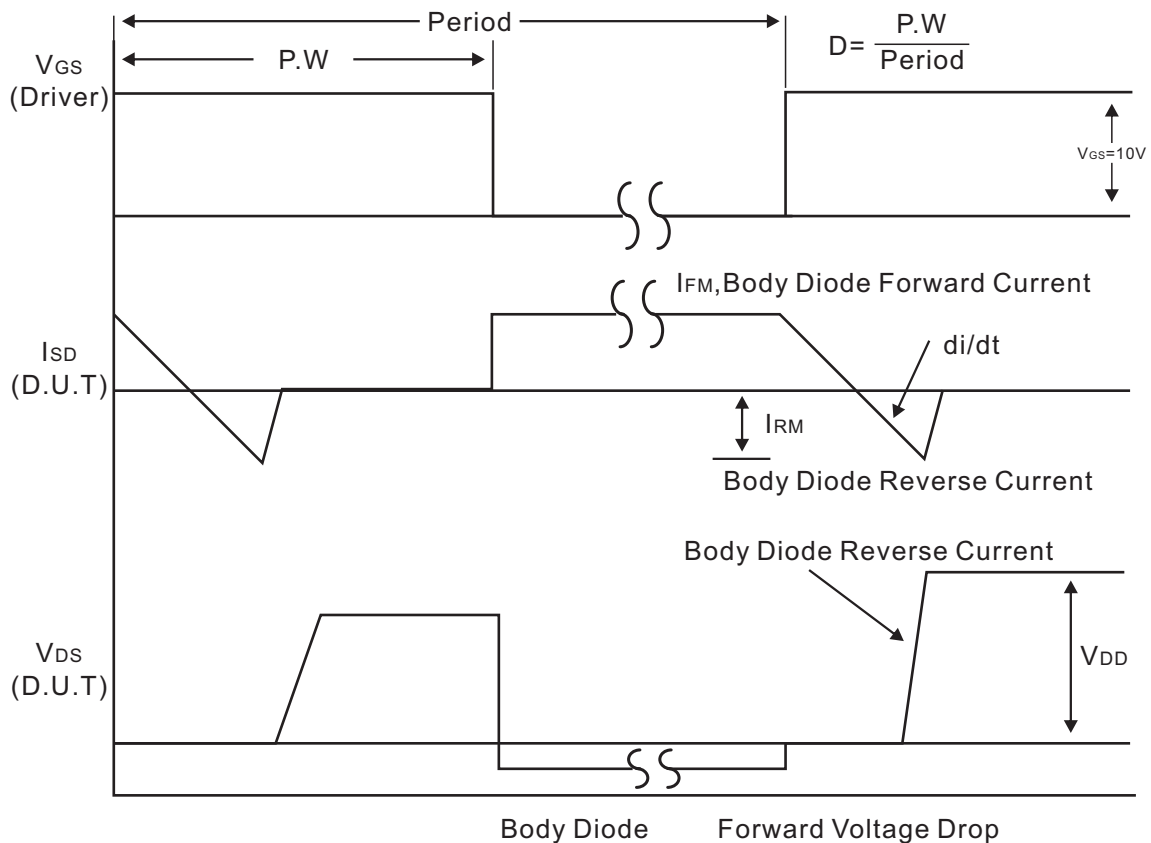 Period
P.W
D= P.W
Period
VGS
(Driver)
VGS=10V
IFM,Body Diode Forward Current
ISD
(D.U.T)
di/dt
IRM
Body Diode Reverse Current
Body Diode Reverse Current
VDS
(D.U.T)
VDD
Body Diode Forward Voltage Drop